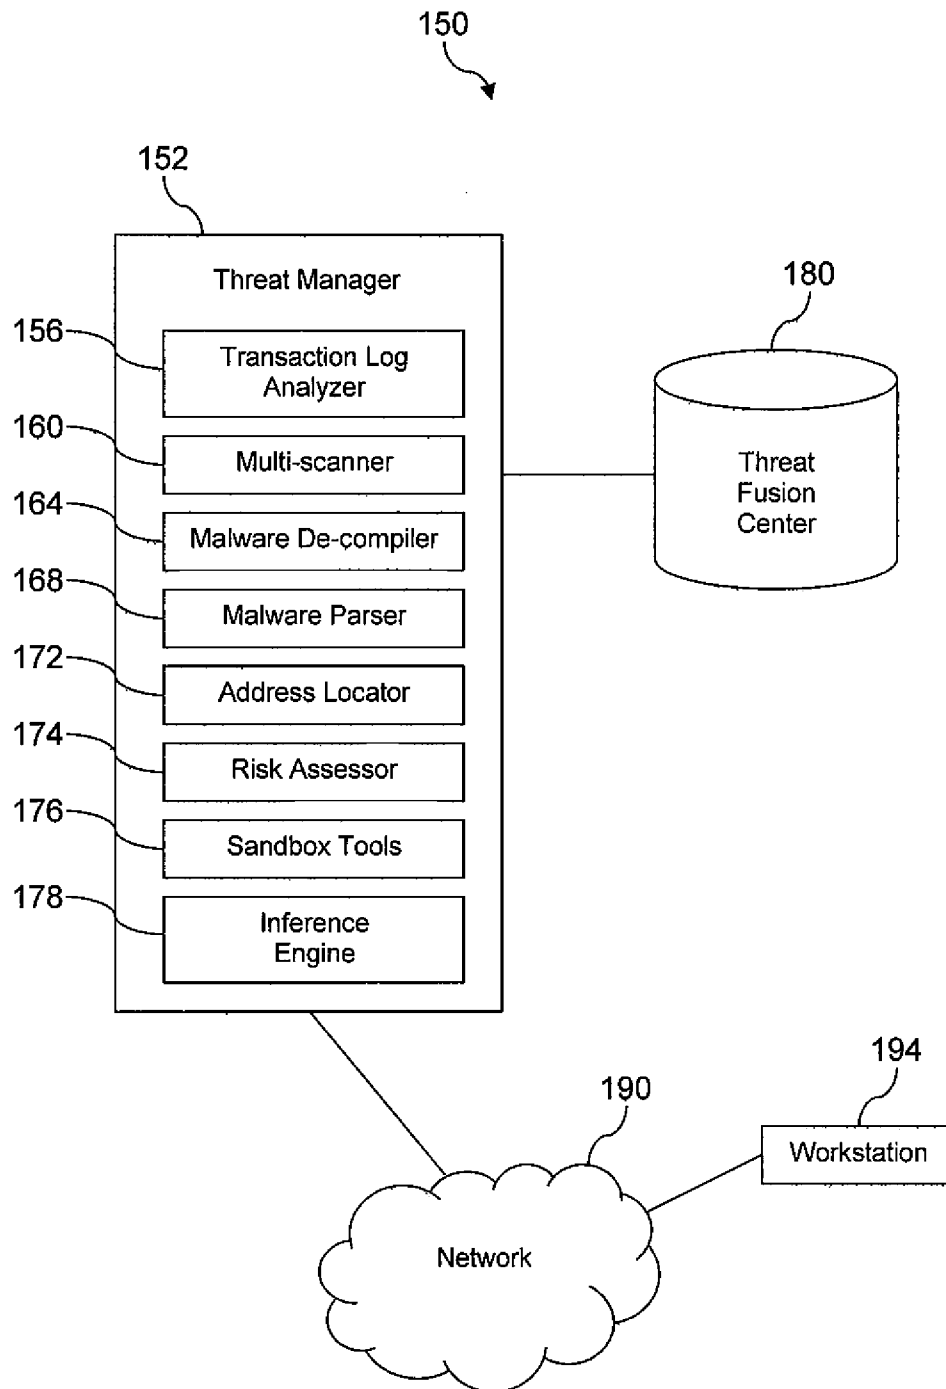 150
152
Threat Manager
180
156
Transaction Log
Analyzer
160
Multi-scanner
164
Malware De-compiler
168
Malware Parser
172
Address Locator
174
Risk Assessor
176
Sandbox Tools
178
Inference
Engine
Threat
Fusion
Center
190
194
Workstation
Network